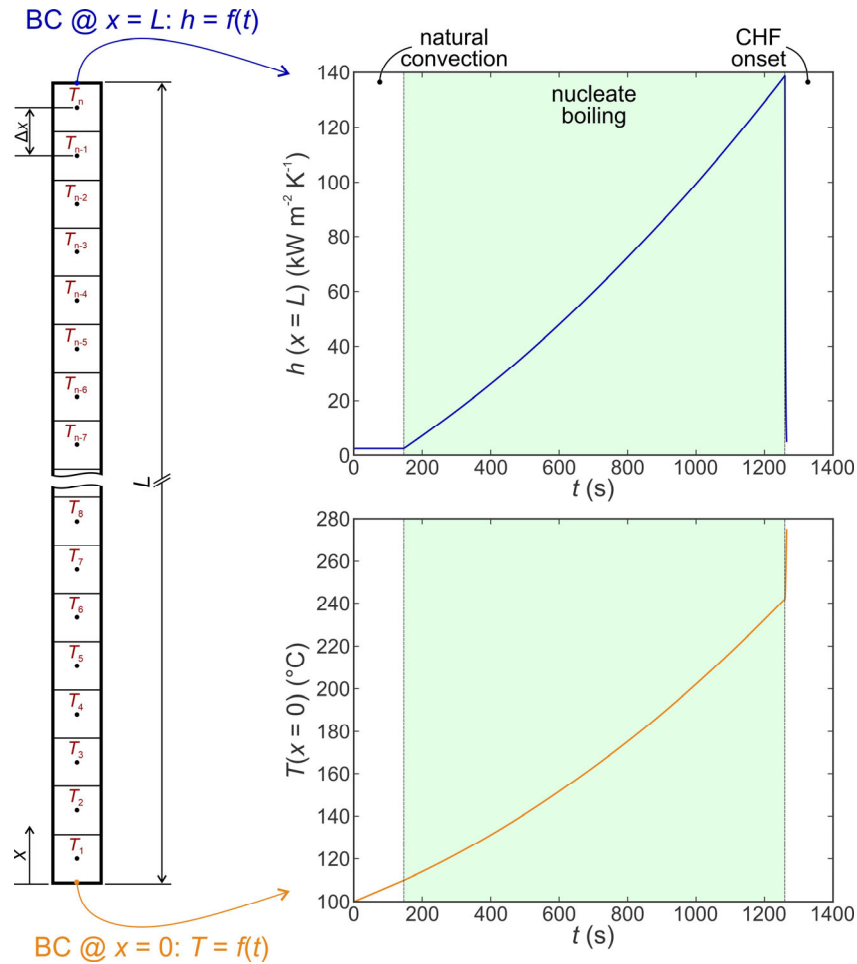 BC @ x = L: h = f(t)
natural
convection
CHF
onset
nucleate
boiling
h (x = L) (kW m⁻² K⁻¹)
140
120
100
80
60
40
20
0
0 200 400 600 800 1000 1200 1400
t (s)
T(x = 0) (°C)
280
260
240
220
200
180
160
140
120
100
0 200 400 600 800 1000 1200 1400
t (s)
Tn
Δx
Tn-1
Tn-2
Tn-3
Tn-4
Tn-5
Tn-6
Tn-7
L
T8
T7
T6
T5
T4
T3
T2
T1
x
BC @ x = 0: T = f(t)